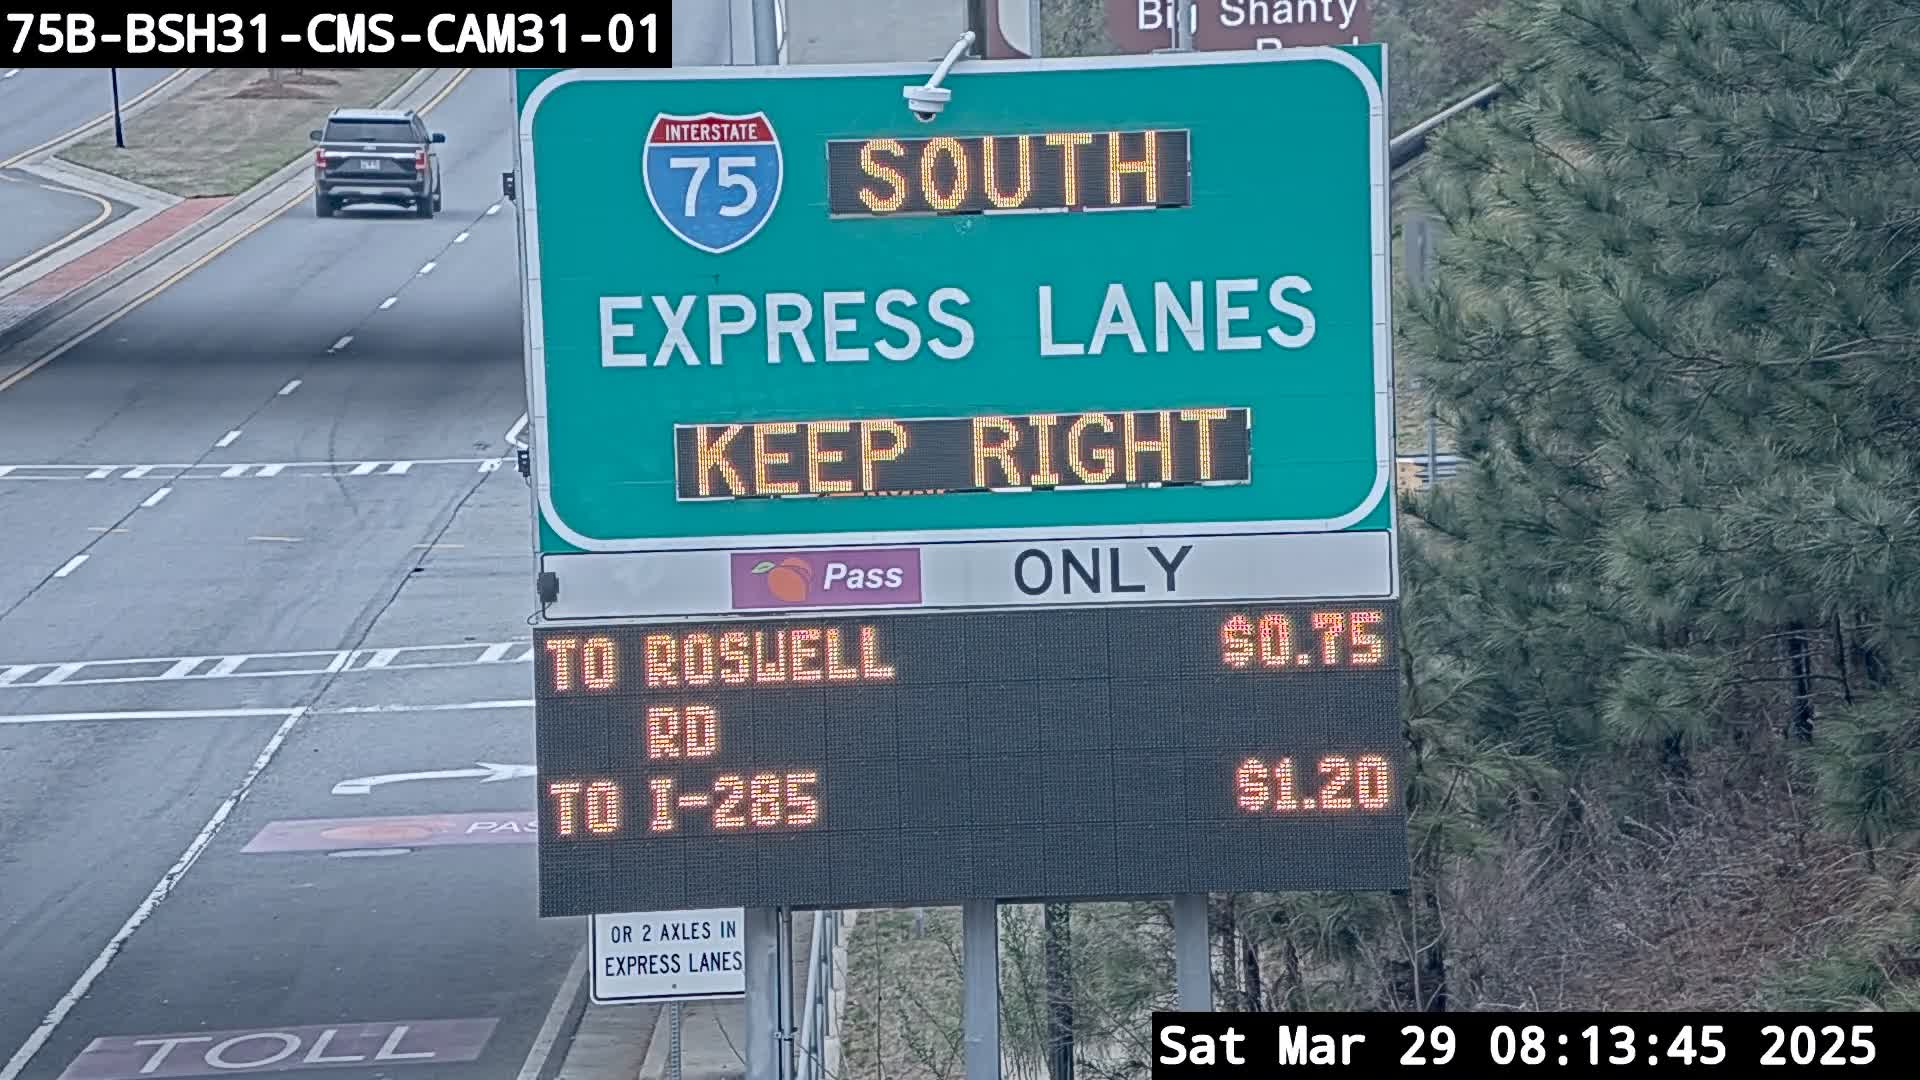 75B-BSH31-CMS-CAM31-01
Big Shanty
Road
INTERSTATE
75
SOUTH
EXPRESS LANES
KEEP RIGHT
Pass ONLY
TO ROSWELL $0.75
RD
TO I-285 $1.20
OR 2 AXLES IN
EXPRESS LANES
TOLL
Sat Mar 29 08:13:45 2025